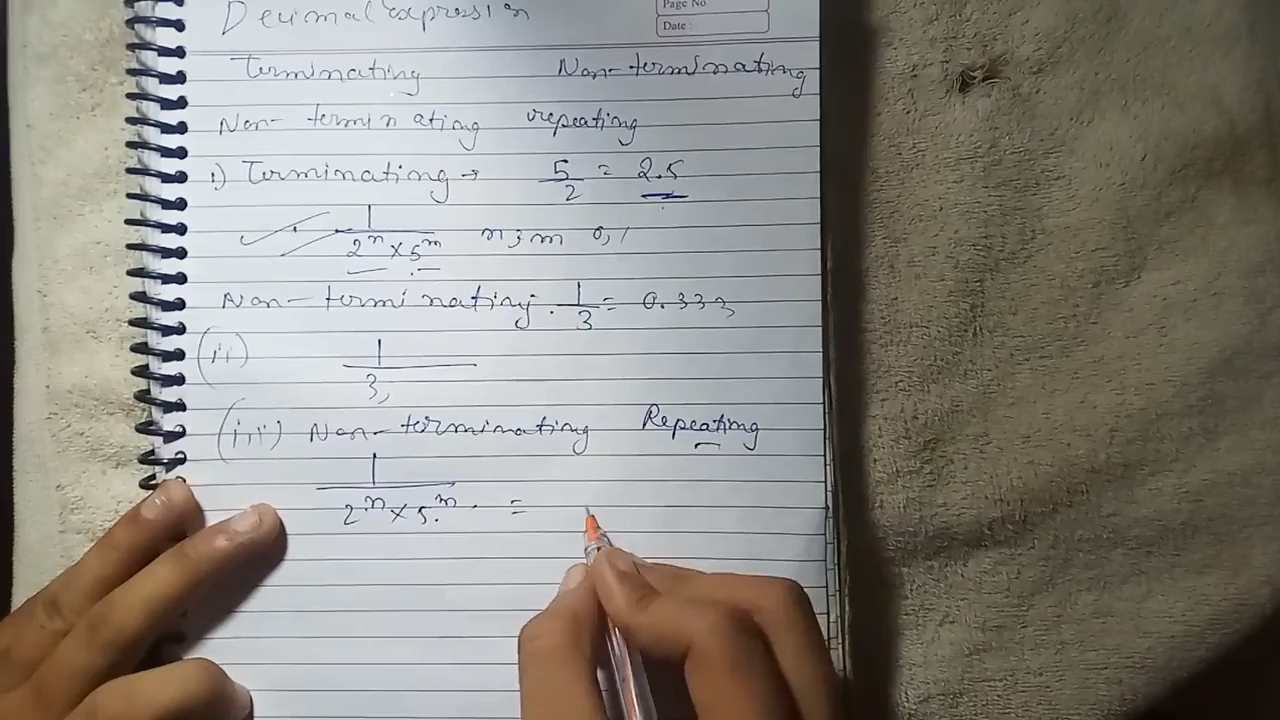 Decimal expression
Page No
Date :
Terminating Non-terminating
Non-terminating repeating
1.) Terminating → 5/2 = 2.5
1/2^n × 5^m n, m 0, 1
Non-terminating. 1/3 = 0.333
(ii) 1/3,
(iii) Non-terminating Repeating
1/2^n × 5^m =